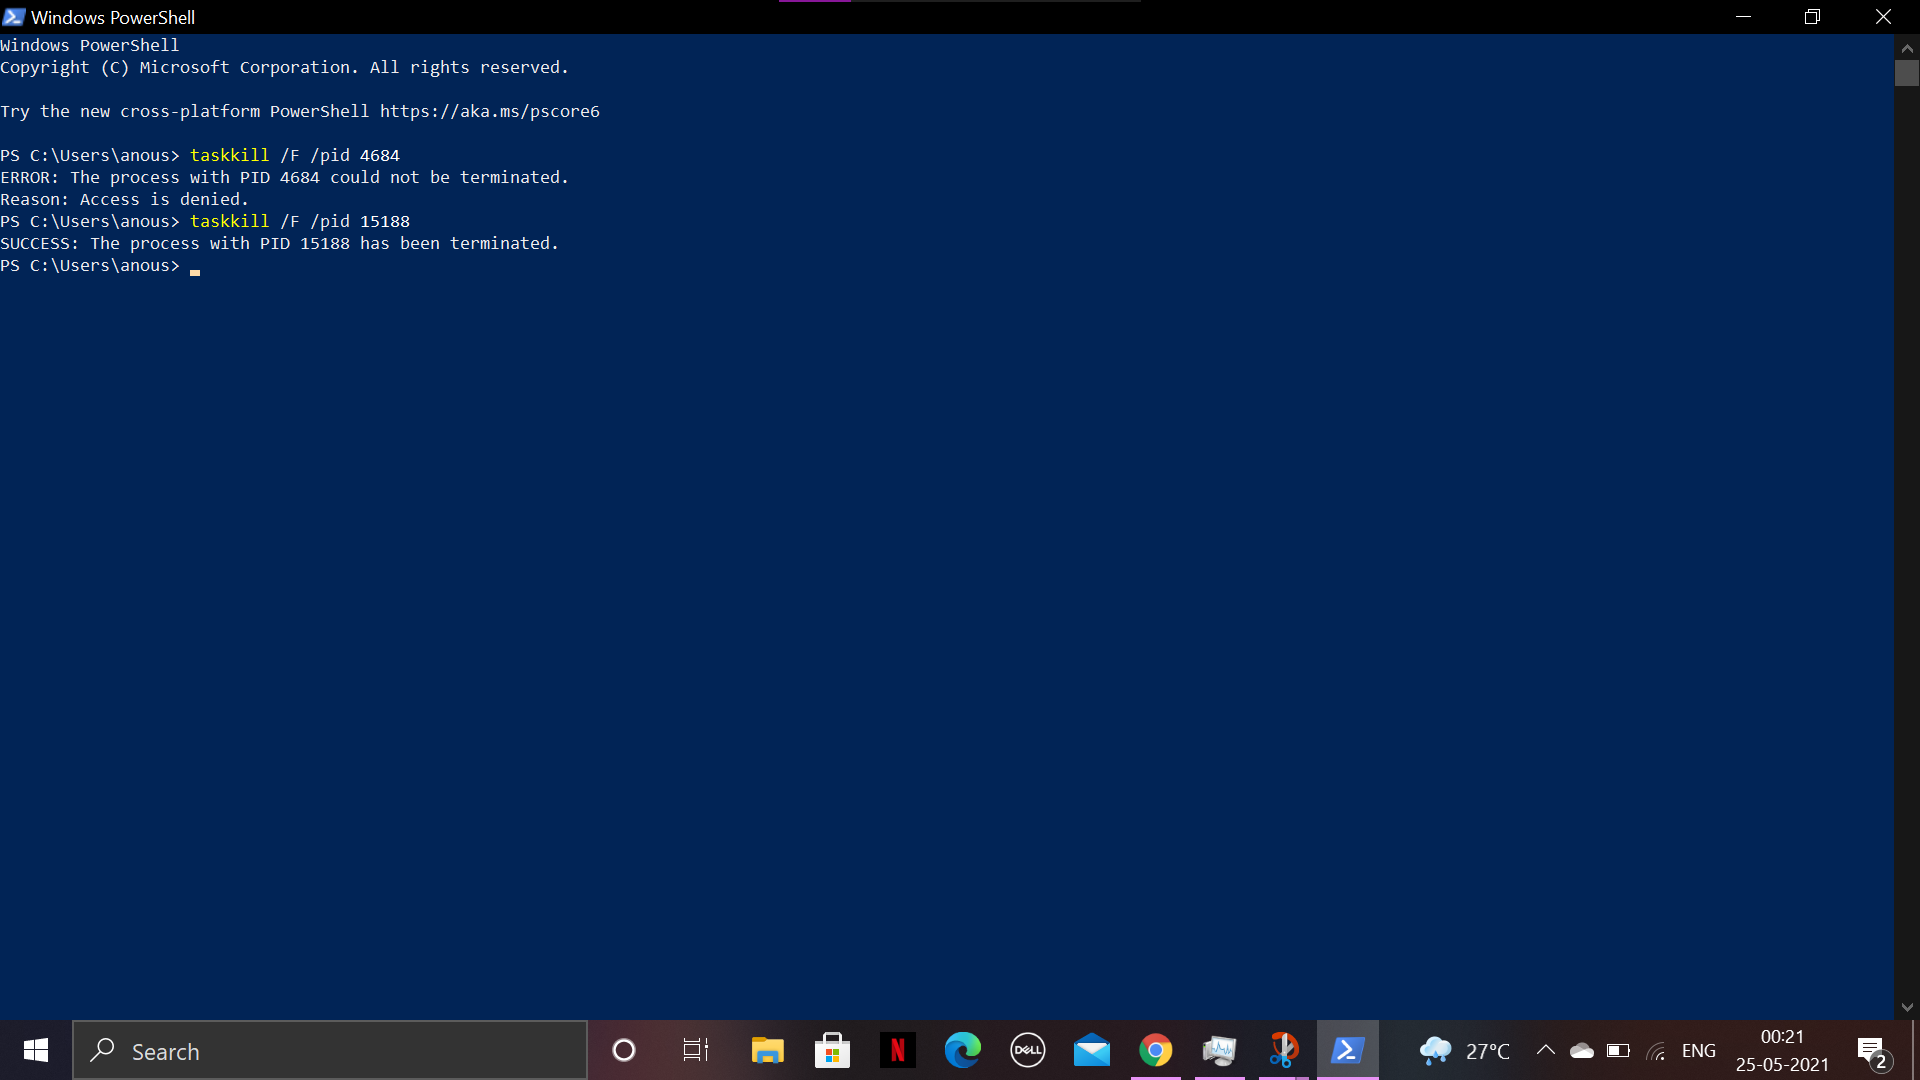 Windows PowerShell
Windows PowerShell
Copyright (C) Microsoft Corporation. All rights reserved.
Try the new cross-platform PowerShell https://aka.ms/pscore6
PS C:\Users\anous> taskkill /F /pid 4684
ERROR: The process with PID 4684 could not be terminated.
Reason: Access is denied.
PS C:\Users\anous> taskkill /F /pid 15188
SUCCESS: The process with PID 15188 has been terminated.
PS C:\Users\anous>
Search
N
DELL
27°C
ENG
00:21
25-05-2021
2